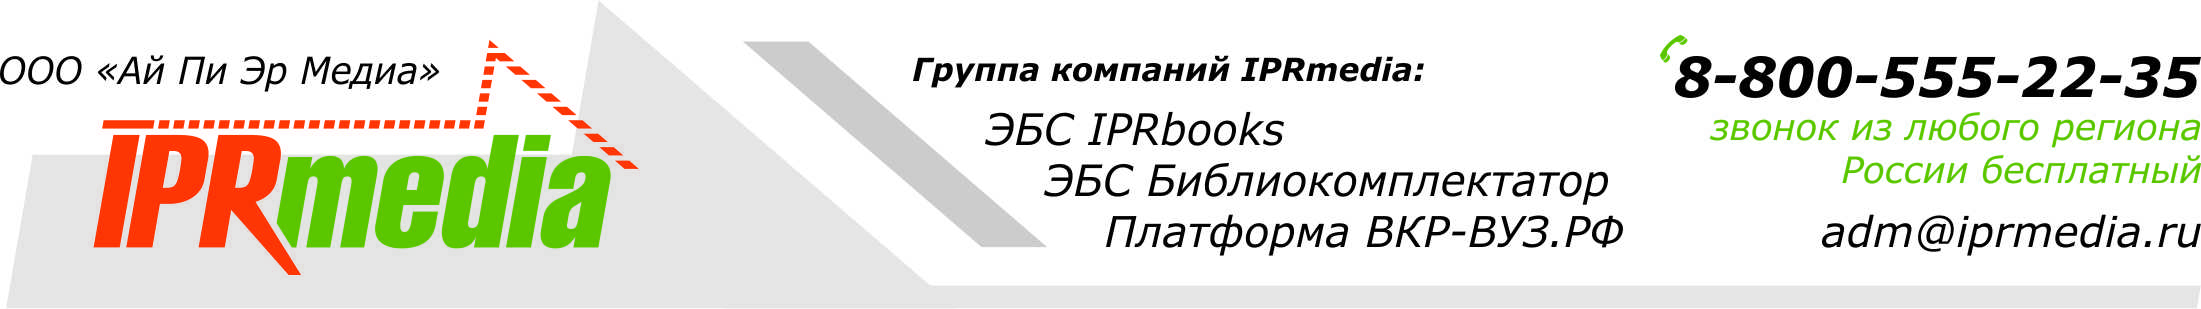 ООО «Ай Пи Эр Медиа»
IPRmedia
Группа компаний IPRmedia:
ЭБС IPRbooks
ЭБС Библиокомплектатор
Платформа ВКР-ВУЗ.РФ
8-800-555-22-35
звонок из любого региона
России бесплатный
adm@iprmedia.ru